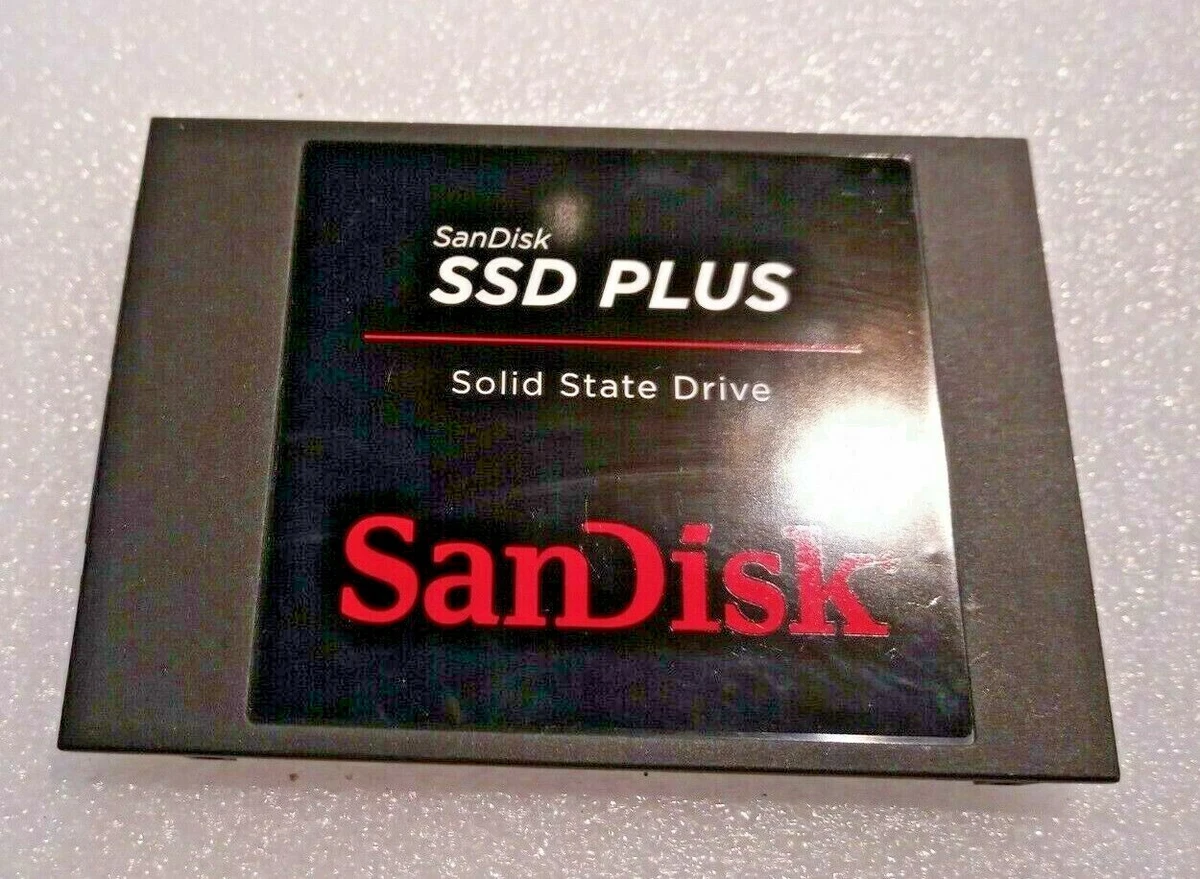 SanDisk
SSD PLUS
Solid State Drive
SanDisk